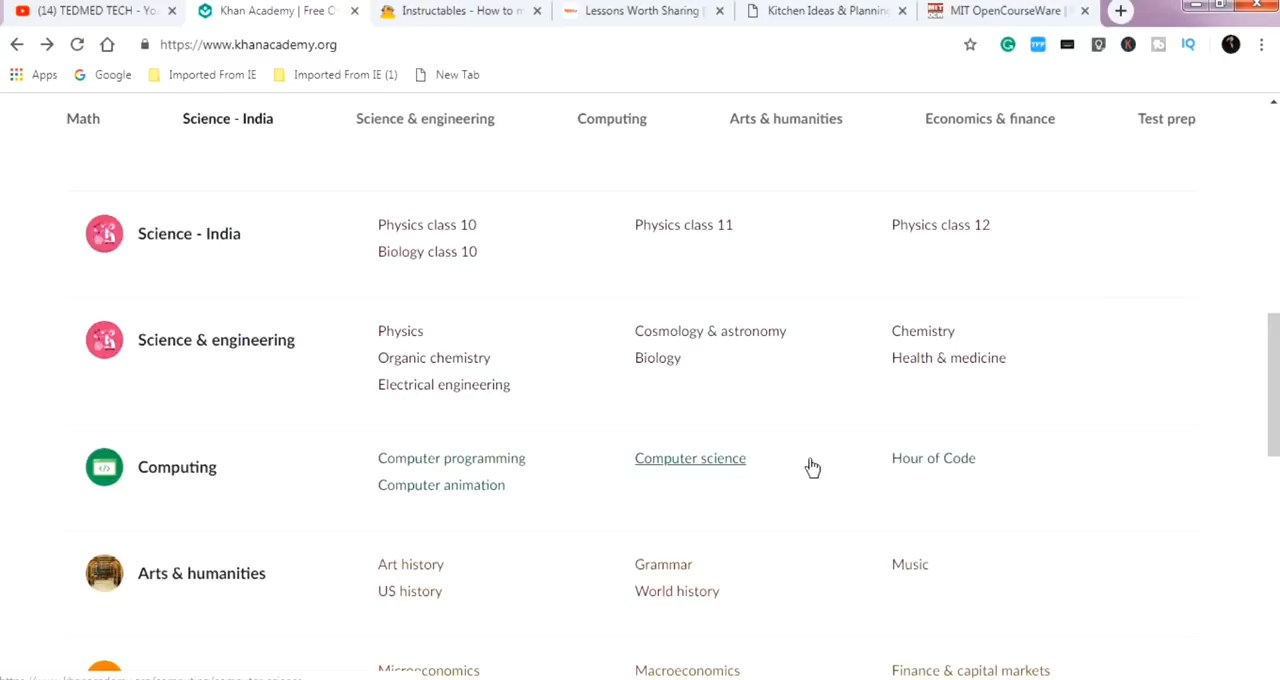 (14) TEDMED TECH - Yo Khan Academy | Free O Instructables - How to m Lessons Worth Sharing | Kitchen Ideas & Planning MIT OpenCourseWare |
https://www.khanacademy.org
Apps Google Imported From IE Imported From IE (1) New Tab
Math Science - India Science & engineering Computing Arts & humanities Economics & finance Test prep
Science - India Physics class 10 Physics class 11 Physics class 12
Biology class 10
Science & engineering Physics Cosmology & astronomy Chemistry
Organic chemistry Biology Health & medicine
Electrical engineering
Computing Computer programming Computer science Hour of Code
Computer animation
Arts & humanities Art history Grammar Music
US history World history
Microeconomics Macroeconomics Finance & capital markets